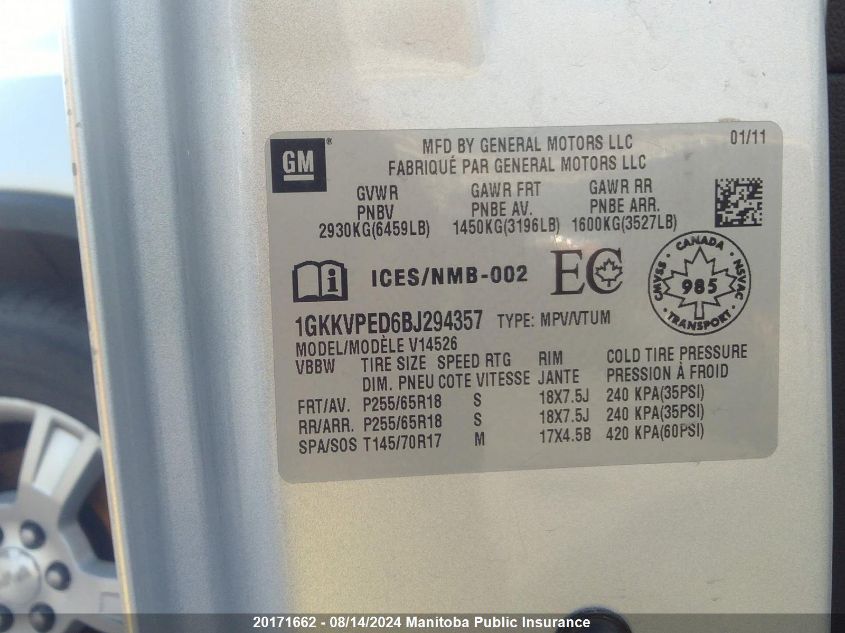 GM ®
MFD BY GENERAL MOTORS LLC 01/11
FABRIQUÉ PAR GENERAL MOTORS LLC
GVWR GAWR FRT GAWR RR
PNBV PNBE AV. PNBE ARR.
2930KG(6459LB) 1450KG(3196LB) 1600KG(3527LB)
i ICES/NMB-002 EC
CANADA
CMVSS 985 NSVAC
TRANSPORT
1GKKVPED6BJ294357 TYPE: MPV/VTUM
MODEL/MODÈLE V14526
VBBW TIRE SIZE SPEED RTG RIM COLD TIRE PRESSURE
DIM. PNEU COTE VITESSE JANTE PRESSION À FROID
FRT/AV. P255/65R18 S 18X7.5J 240 KPA(35PSI)
RR/ARR. P255/65R18 S 18X7.5J 240 KPA(35PSI)
SPA/SOS T145/70R17 M 17X4.5B 420 KPA(60PSI)
20171662 - 08/14/2024 Manitoba Public Insurance